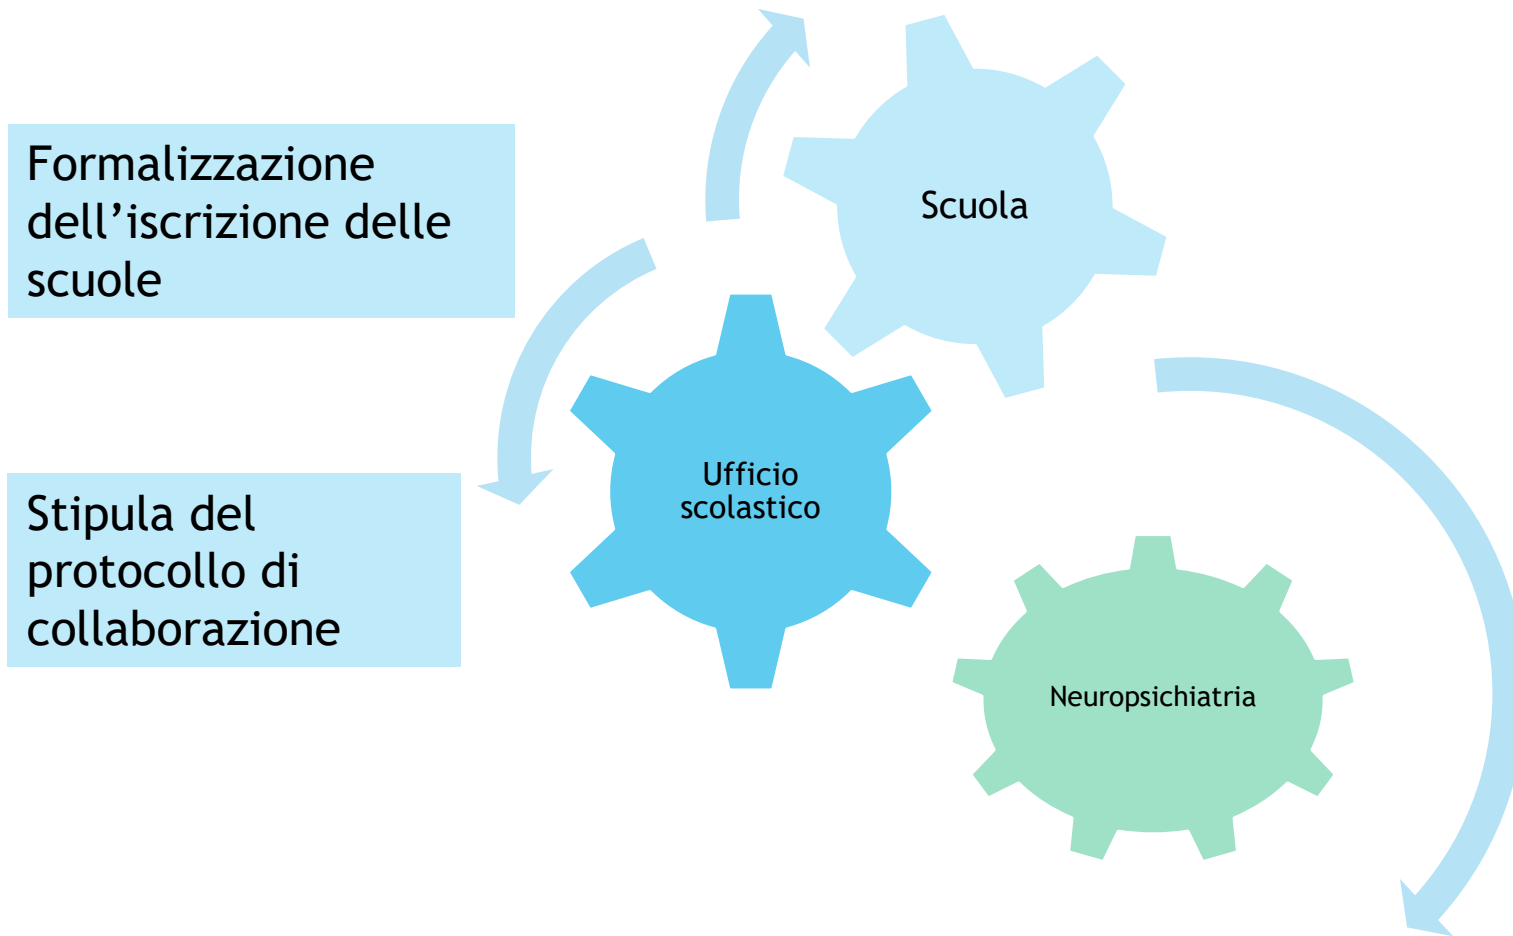 Formalizzazione
dell’iscrizione delle
scuole
Scuola
Ufficio
scolastico
Stipula del
protocollo di
collaborazione
Neuropsichiatria